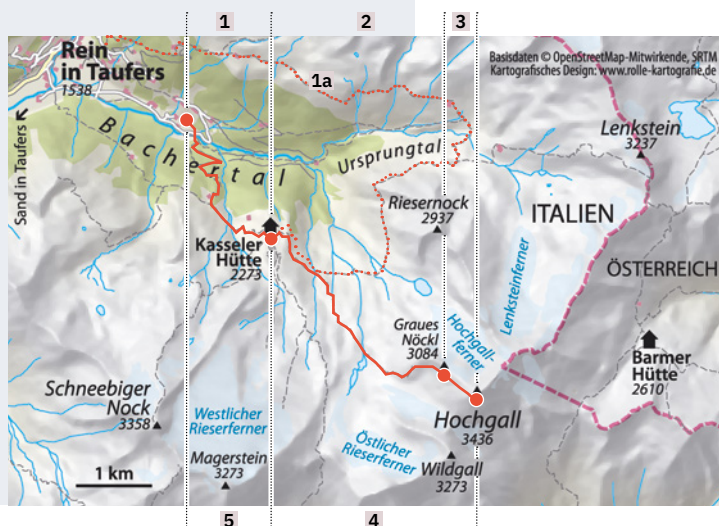 1
2
3
Rein
in Taufers
1538
1a
Basisdaten © OpenStreetMap-Mitwirkende, SRTM
Kartografisches Design: www.rolle-kartografie.de
Sand in Taufers
Bachertal
Ursprungtal
Lenkstein
3237
Riesernock
2937
ITALIEN
Kasseler
Hütte
2273
Lenksteinferner
ÖSTERREICH
Graues
Nöckl
3084
Hochgall-
ferner
Barmer
Hütte
2610
Schneebiger
Nock
3358
Westlicher
Rieserferner
Hochgall
3436
Östlicher
Rieserferner
Magerstein
3273
Wildgall
3273
1 km
5
4